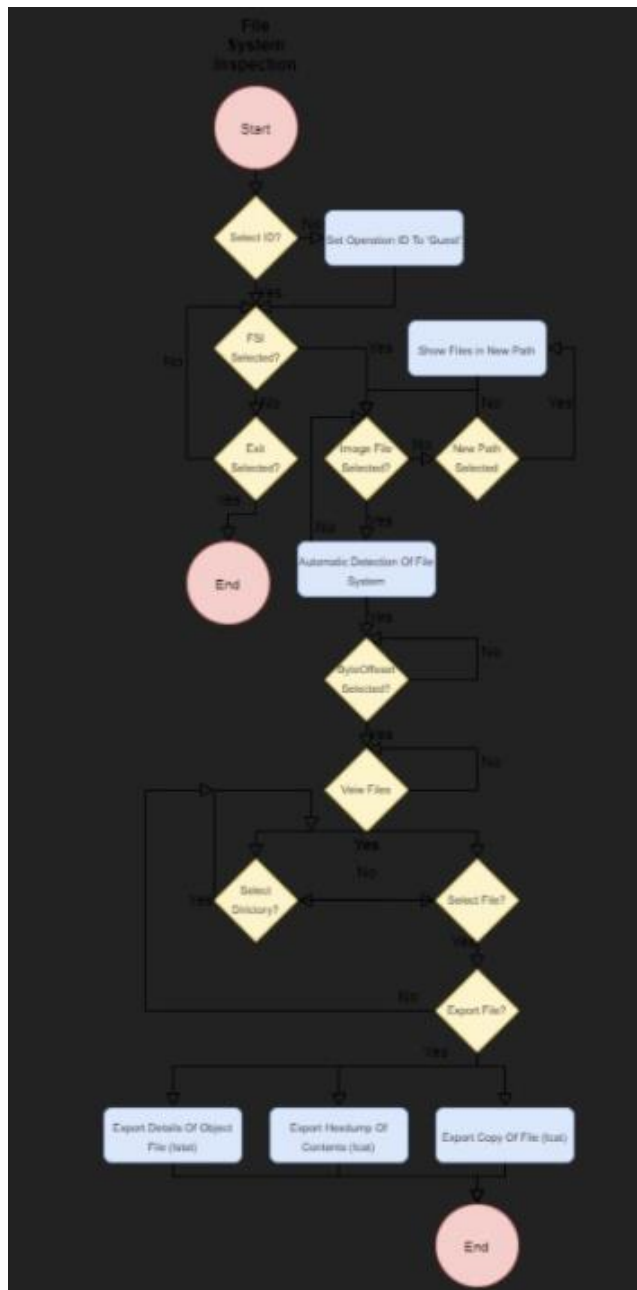 File
System
Inspection
Start
Select ID?
No
Set Operation ID To 'Guest'
Yes
FSI
Selected?
Yes
Show Files in New Path
No
No
No
Yes
Exit
Selected?
Image File
Selected?
No
New Path
Selected
Yes
Yes
No
End
Automatic Detection Of File
System
Yes
ByteOffeset
Selected?
No
Yes
View Files
No
Yes
No
Select
Dirictory?
Yes
Select File?
Yes
No
Export File?
Yes
Export Details Of Object
File (istat)
Export Hexdump Of
Contents (icat)
Export Copy Of File (icat)
End